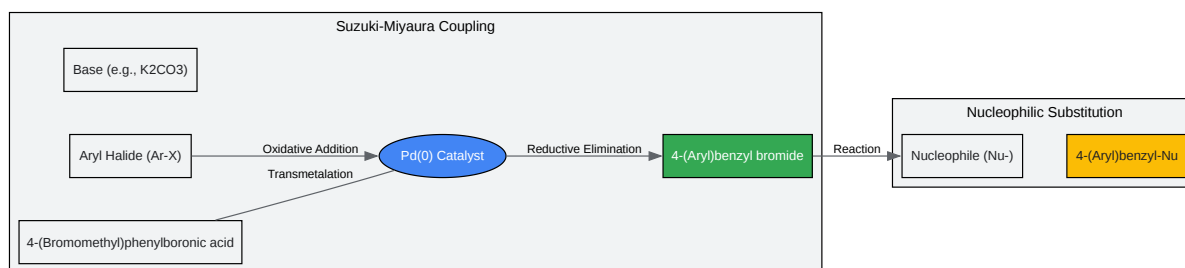 Suzuki-Miyaura Coupling
Base (e.g., K2CO3)
Aryl Halide (Ar-X)
Oxidative Addition
Pd(0) Catalyst
Reductive Elimination
4-(Aryl)benzyl bromide
Transmetalation
4-(Bromomethyl)phenylboronic acid
Reaction
Nucleophilic Substitution
Nucleophile (Nu-)
4-(Aryl)benzyl-Nu